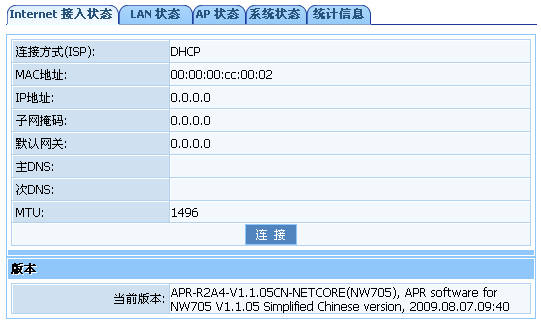 Internet 接入状态 LAN 状态 AP 状态 系统状态 统计信息
连接方式(ISP): DHCP
MAC地址: 00:00:00:cc:00:02
IP地址: 0.0.0.0
子网掩码: 0.0.0.0
默认网关: 0.0.0.0
主DNS:
次DNS:
MTU: 1496
连 接
版本
当前版本: APR-R2A4-V1.1.05CN-NETCORE(NW705), APR software for
NW705 V1.1.05 Simplified Chinese version, 2009.08.07.09:40